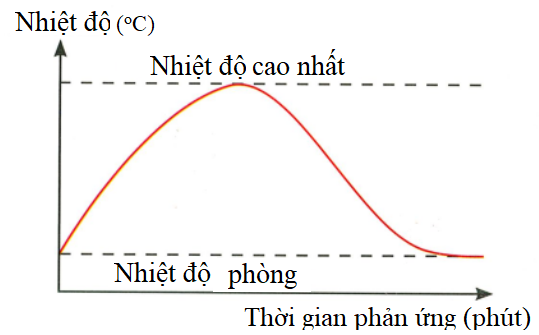 Nhiệt độ (°C)
Nhiệt độ cao nhất
Nhiệt độ phòng
Thời gian phản ứng (phút)